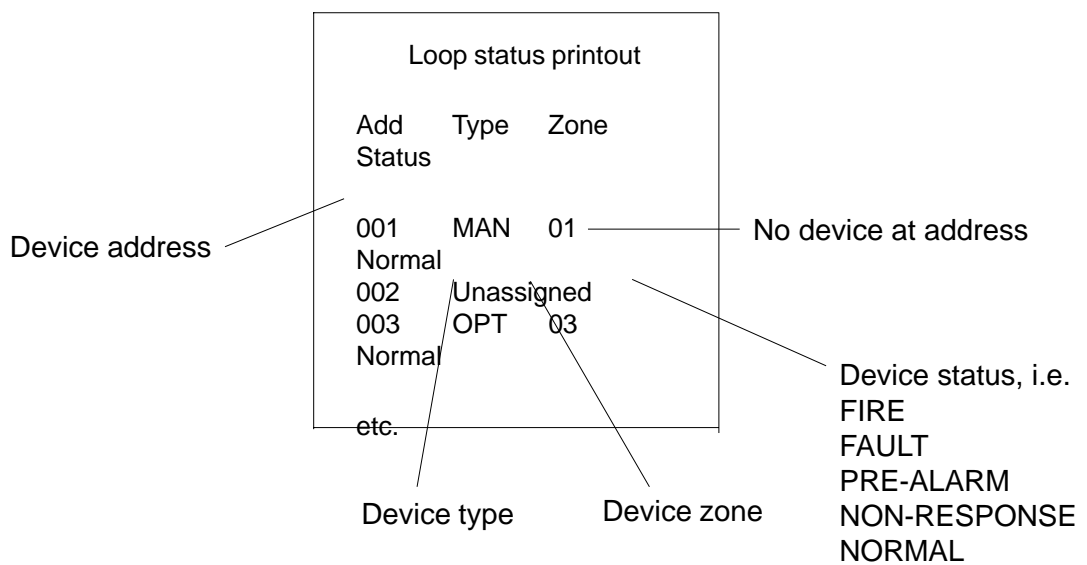 Loop status printout
Add Type Zone
Status
001 MAN 01
Normal
002 Unassigned
003 OPT 03
Normal
etc.
Device address
No device at address
Device status, i.e.
FIRE
FAULT
PRE-ALARM
NON-RESPONSE
NORMAL
Device type
Device zone